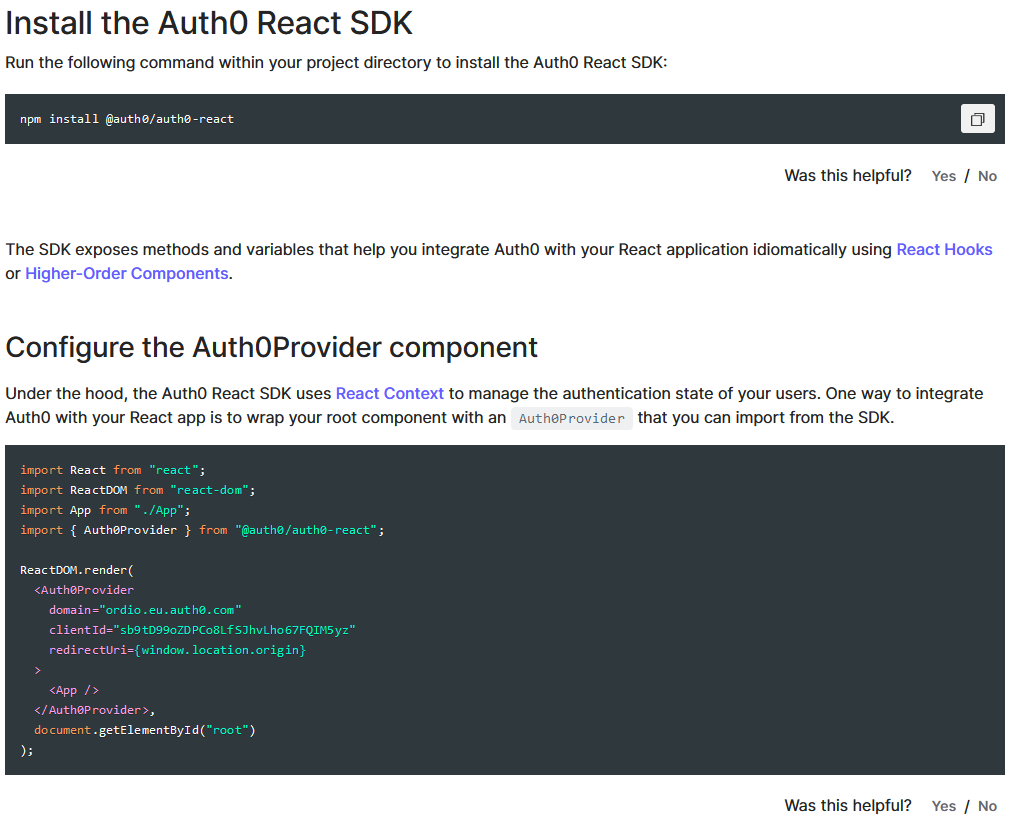 Install the Auth0 React SDK
Run the following command within your project directory to install the Auth0 React SDK:
npm install @auth0/auth0-react
Was this helpful? Yes / No
The SDK exposes methods and variables that help you integrate Auth0 with your React application idiomatically using React Hooks
or Higher-Order Components.
Configure the Auth0Provider component
Under the hood, the Auth0 React SDK uses React Context to manage the authentication state of your users. One way to integrate
Auth0 with your React app is to wrap your root component with an Auth0Provider that you can import from the SDK.
import React from "react";
import ReactDOM from "react-dom";
import App from "./App";
import { Auth0Provider } from "@auth0/auth0-react";
ReactDOM.render(
<Auth0Provider
domain="ordio.eu.auth0.com"
clientId="sb9tD99oZDPCo8LfSJhvLho67FQIM5yz"
redirectUri={window.location.origin}
>
<App />
</Auth0Provider>,
document.getElementById("root")
);
Was this helpful? Yes / No